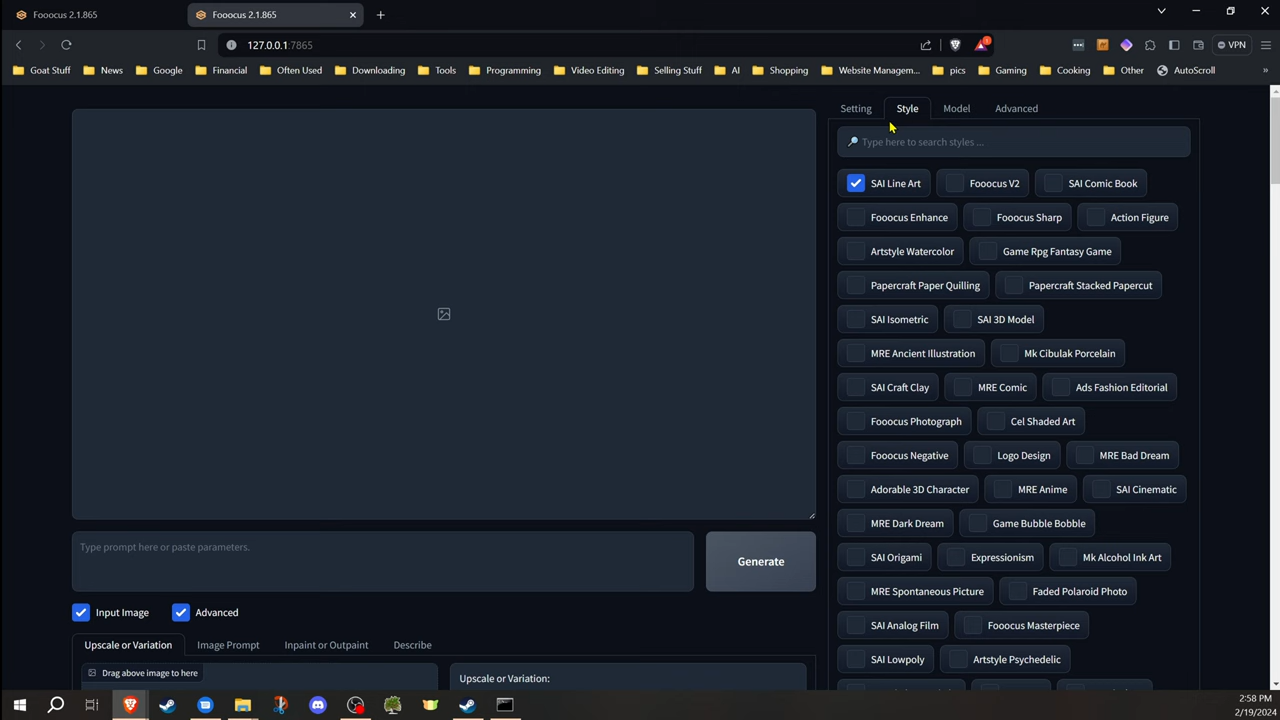 Fooocus 2.1.865
Fooocus 2.1.865
127.0.0.1:7865
1
VPN
Goat Stuff
News
Google
Financial
Often Used
Downloading
Tools
Programming
Video Editing
Selling Stuff
AI
Shopping
Website Managem...
pics
Gaming
Cooking
Other
AutoScroll
»
Setting
Style
Model
Advanced
Type here to search styles ...
SAI Line Art
Fooocus V2
SAI Comic Book
Fooocus Enhance
Fooocus Sharp
Action Figure
Artstyle Watercolor
Game Rpg Fantasy Game
Papercraft Paper Quilling
Papercraft Stacked Papercut
SAI Isometric
SAI 3D Model
MRE Ancient Illustration
Mk Cibulak Porcelain
SAI Craft Clay
MRE Comic
Ads Fashion Editorial
Fooocus Photograph
Cel Shaded Art
Fooocus Negative
Logo Design
MRE Bad Dream
Adorable 3D Character
MRE Anime
SAI Cinematic
MRE Dark Dream
Game Bubble Bobble
SAI Origami
Expressionism
Mk Alcohol Ink Art
MRE Spontaneous Picture
Faded Polaroid Photo
SAI Analog Film
Fooocus Masterpiece
SAI Lowpoly
Artstyle Psychedelic
Type prompt here or paste parameters.
Generate
Input Image
Advanced
Upscale or Variation
Image Prompt
Inpaint or Outpaint
Describe
Drag above image to here
Upscale or Variation:
2:58 PM
2/19/2024